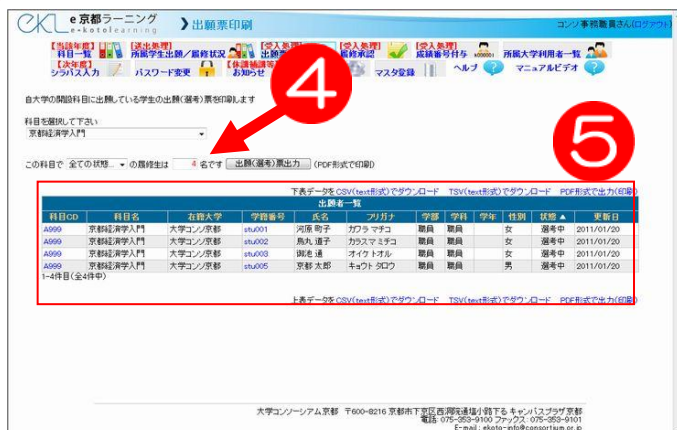 e京都ラーニング
e-kotolearning
出願票印刷
コンソ事務職員さん(ログアウト)
【当該年度】
科目一覧
【送出処理】
所属学生出願/履修状況
【受入処理】
出願票
【受入処理】
履修承認
【受入処理】
成績番号付与
所属大学利用者一覧
【次年度】
シラバス入力
パスワード変更
お知らせ
マスタ登録
ヘルプ
マニュアルビデオ
4
5
自大学の開設科目に出願している学生の出願(選考)票を印刷します
科目を選択して下さい
京都経済学入門
この科目で 全ての状態.. の履修生は 4 名です 出願(選考)票出力 (PDF形式で印刷)
下表データをCSV(text形式)でダウンロード TSV(text形式)でダウンロード PDF形式で出力(印刷)
出願者一覧
科目CD 科目名 在籍大学 学籍番号 氏名 フリガナ 学部 学科 学年 性別 状態▲ 更新日
A999 京都経済学入門 大学コンソ京都 stu001 河原 町子 カワラ マチコ 職員 職員 女 選考中 2011/01/20
A999 京都経済学入門 大学コンソ京都 stu002 烏丸 道子 カラスマ ミチコ 職員 職員 女 選考中 2011/01/20
A999 京都経済学入門 大学コンソ京都 stu003 御池 通 オイケ トオル 職員 職員 女 選考中 2011/01/20
A999 京都経済学入門 大学コンソ京都 stu005 京都 太郎 キョウト タロウ 職員 職員 男 選考中 2011/01/20
1-4件目(全4件中)
上表データをCSV(text形式)でダウンロード TSV(text形式)でダウンロード PDF形式で出力(印刷)
大学コンソーシアム京都 〒600-8216 京都市下京区西洞院通塩小路下る キャンパスプラザ京都
電話: 075-353-9100 ファックス: 075-353-9101
E-mail: ekoto-info@consortium.or.jp